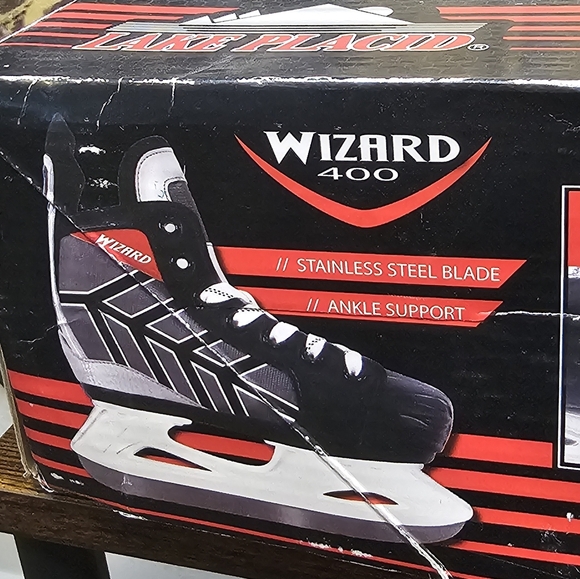 LAKE PLACID®
WIZARD
400
WIZARD
// STAINLESS STEEL BLADE
// ANKLE SUPPORT